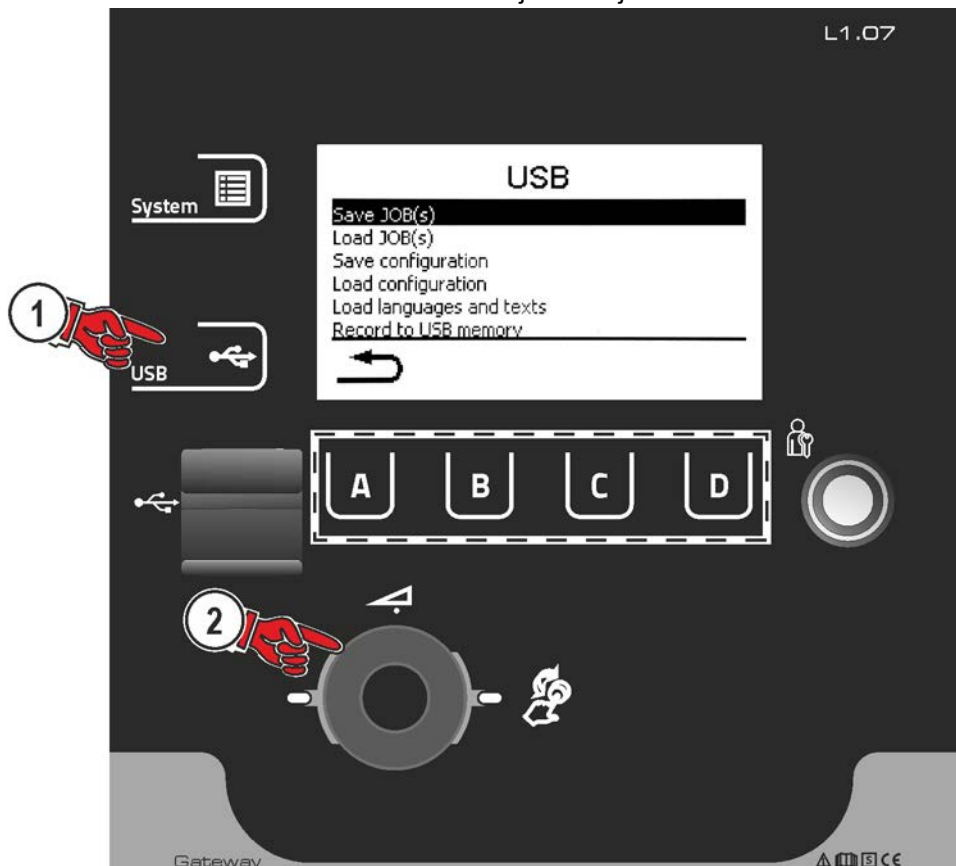 L1.07
System
USB
Save JOB(s)
Load JOB(s)
Save configuration
Load configuration
Load languages and texts
Record to USB memory
1
USB
A B C D
2
Gateway
S CE